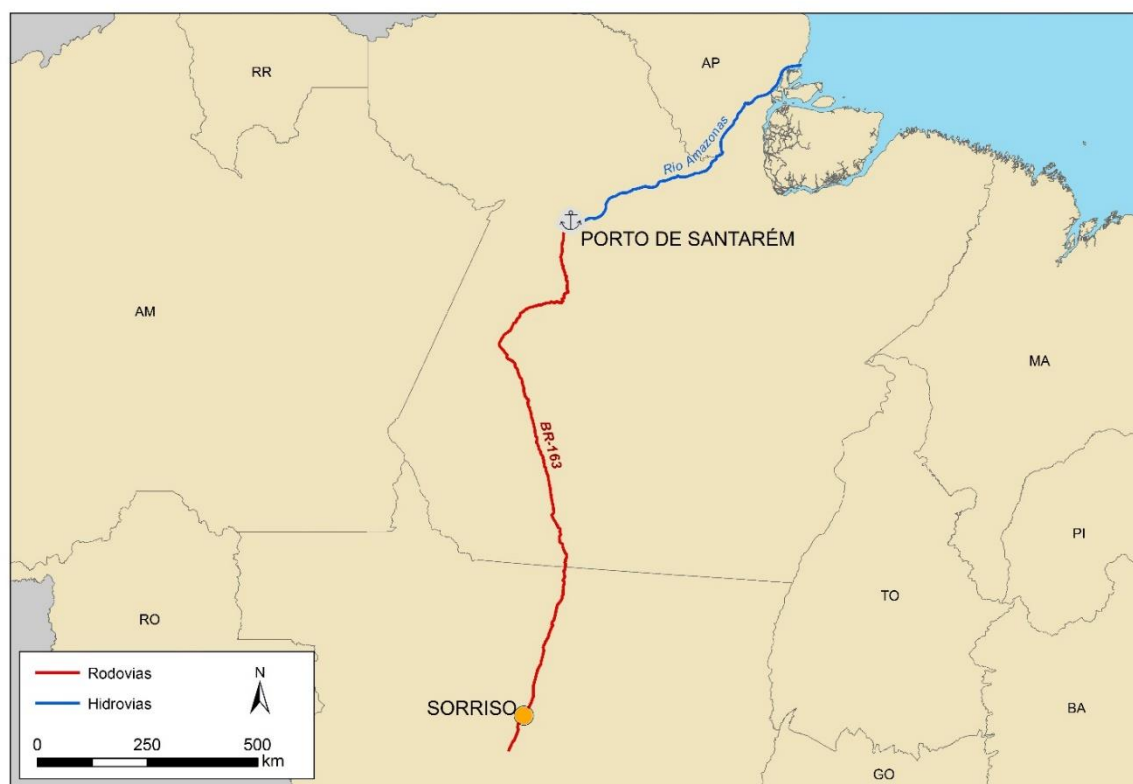 RR
AP
Rio Amazonas
PORTO DE SANTARÉM
AM
MA
BR-163
PI
TO
RO
Rodovias
N
Hidrovias
SORRISO
BA
0 250 500
km
GO